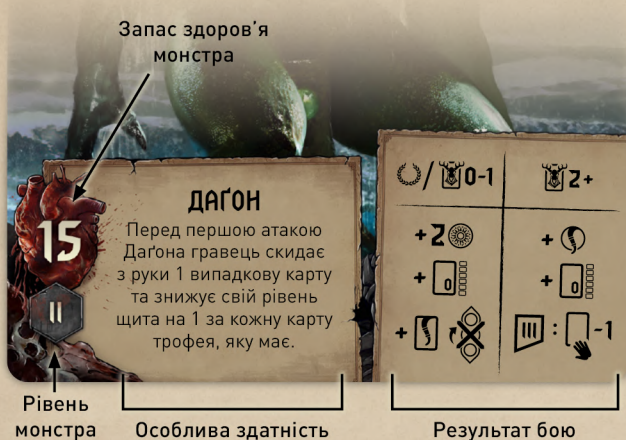 Запас здоров'я
монстра
15
II
ДАҐОН
Перед першою атакою
Даґона гравець скидає
з руки 1 випадкову карту
та знижує свій рівень
щита на 1 за кожну карту
трофея, яку має.
/ 0-1
2+
+2
+
+ 0
+ 0
+
III : -1
Рівень
монстра
Особлива здатність
Результат бою